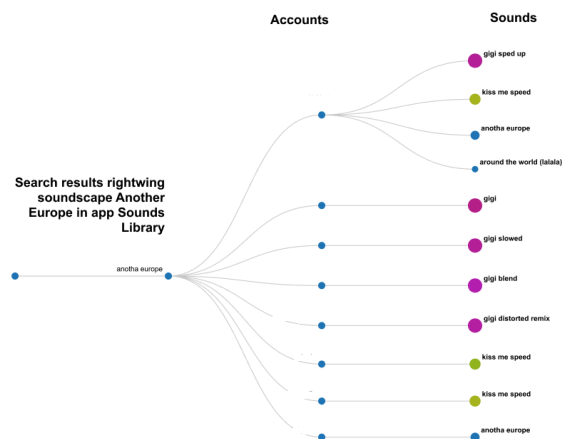 Accounts
Sounds
gigi sped up
kiss me speed
anotha europe
around the world (lalala)
Search results rightwing
soundscape Another
Europe in app Sounds
Library
gigi
gigi slowed
anotha europe
gigi blend
gigi distorted remix
kiss me speed
kiss me speed
anotha europe